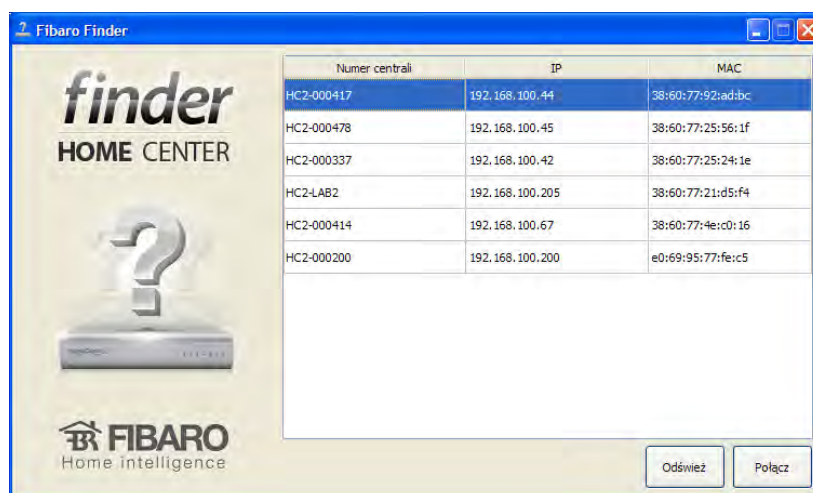 Fibaro Finder
finder
HOME CENTER
FIBARO
Home intelligence
Numer centrali IP MAC
HC2-000417 192.168.100.44 38:60:77:92:ad:bc
HC2-000478 192.168.100.45 38:60:77:25:56:1f
HC2-000337 192.168.100.42 38:60:77:25:24:1e
HC2-LAB2 192.168.100.205 38:60:77:21:d5:f4
HC2-000414 192.168.100.67 38:60:77:4e:c0:16
HC2-000200 192.168.100.200 e0:69:95:77:fe:c5
Odśwież Połącz